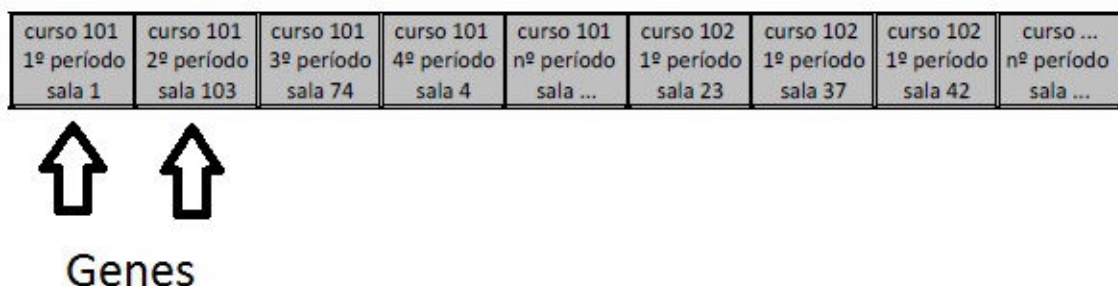 curso 101
1º período
sala 1
curso 101
2º período
sala 103
curso 101
3º período
sala 74
curso 101
4º período
sala 4
curso 101
nº período
sala ...
curso 102
1º período
sala 23
curso 102
1º período
sala 37
curso 102
1º período
sala 42
curso ...
nº período
sala ...
Genes